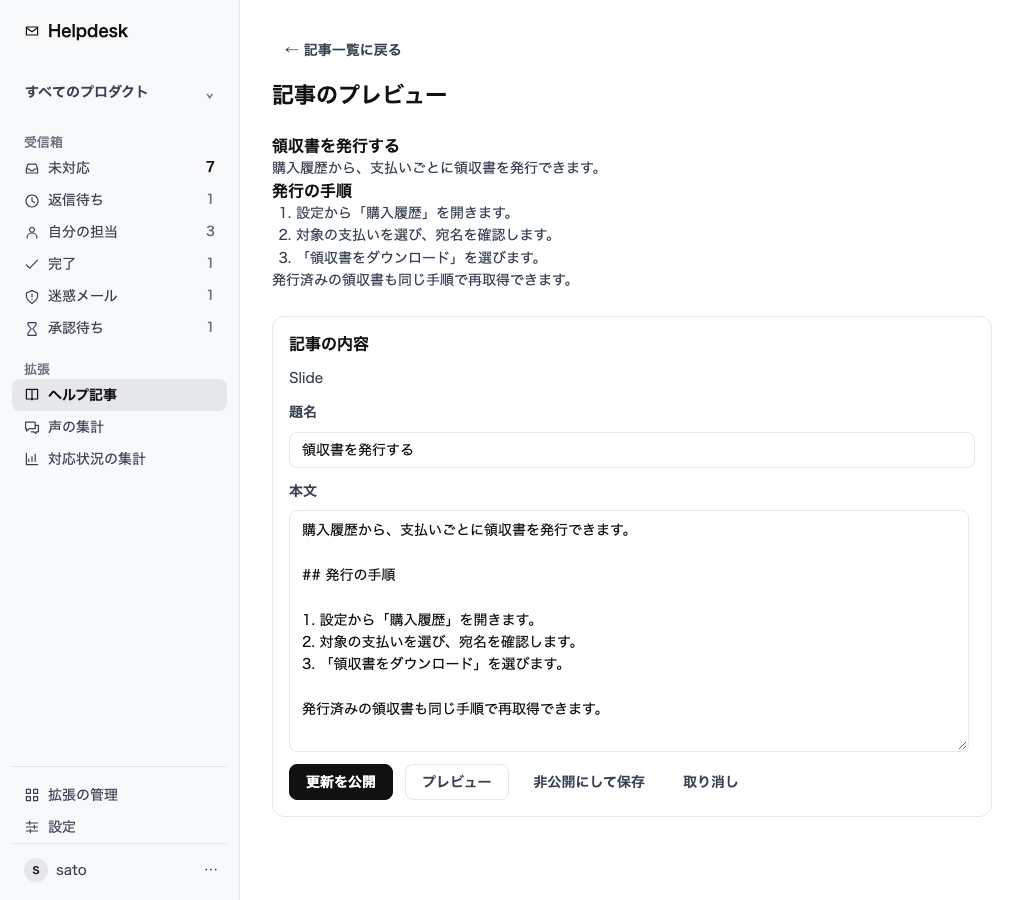 Helpdesk
すべてのプロダクト
受信箱
未対応 7
返信待ち 1
自分の担当 3
完了 1
迷惑メール 1
承認待ち 1
拡張
ヘルプ記事
声の集計
対応状況の集計
拡張の管理
設定
S sato ...
← 記事一覧に戻る
記事のプレビュー
領収書を発行する
購入履歴から、支払いごとに領収書を発行できます。
発行の手順
1. 設定から「購入履歴」を開きます。
2. 対象の支払いを選び、宛名を確認します。
3. 「領収書をダウンロード」を選びます。
発行済みの領収書も同じ手順で再取得できます。
記事の内容
Slide
題名
領収書を発行する
本文
購入履歴から、支払いごとに領収書を発行できます。
## 発行の手順
1. 設定から「購入履歴」を開きます。
2. 対象の支払いを選び、宛名を確認します。
3. 「領収書をダウンロード」を選びます。
発行済みの領収書も同じ手順で再取得できます。
更新を公開 プレビュー 非公開にして保存 取り消し